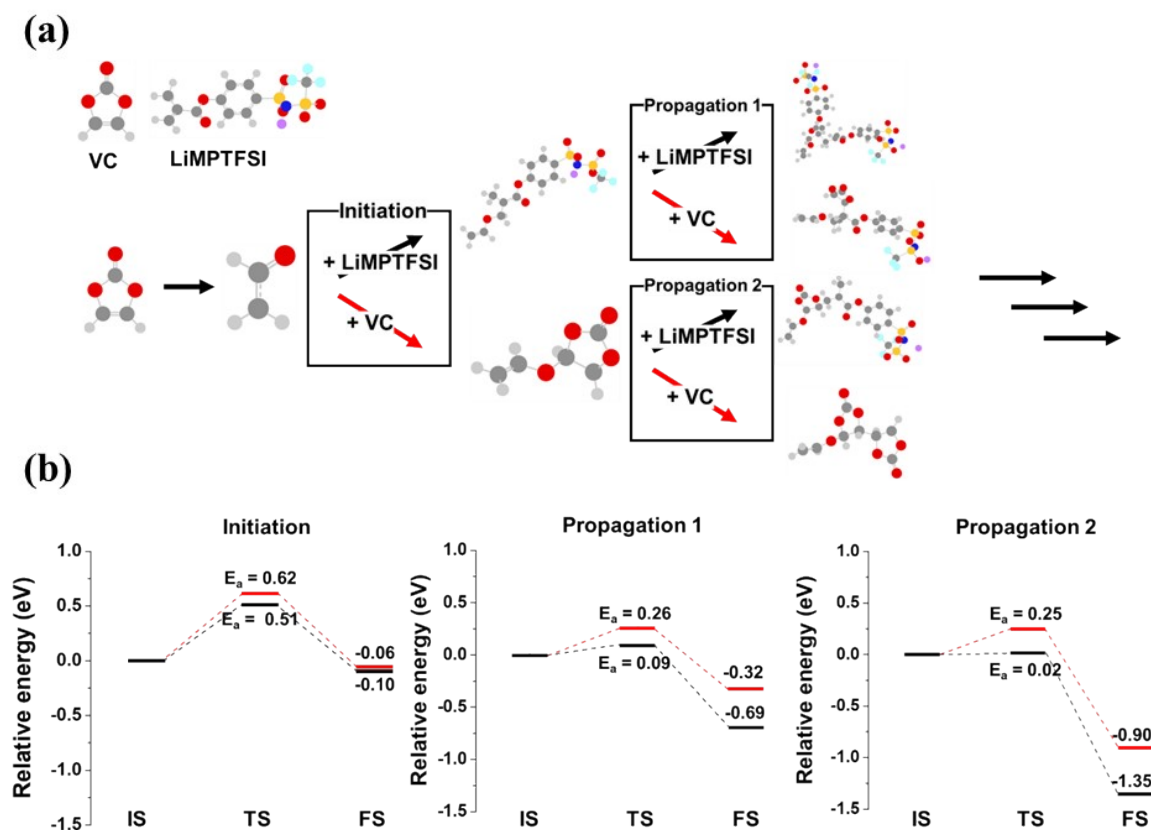 (a)
VC
LiMPTFSI
Initiation
+ LiMPTFSI
+ VC
Propagation 1
+ LiMPTFSI
+ VC
Propagation 2
+ LiMPTFSI
+ VC
(b)
Initiation
Relative energy (eV)
1.0
0.5
0.0
-0.5
-1.0
-1.5
Ea = 0.62
Ea = 0.51
-0.06
-0.10
IS
TS
FS
Propagation 1
Relative energy (eV)
1.0
0.5
0.0
-0.5
-1.0
-1.5
Ea = 0.26
Ea = 0.09
-0.32
-0.69
IS
TS
FS
Propagation 2
Relative energy (eV)
1.0
0.5
0.0
-0.5
-1.0
-1.5
Ea = 0.25
Ea = 0.02
-0.90
-1.35
IS
TS
FS